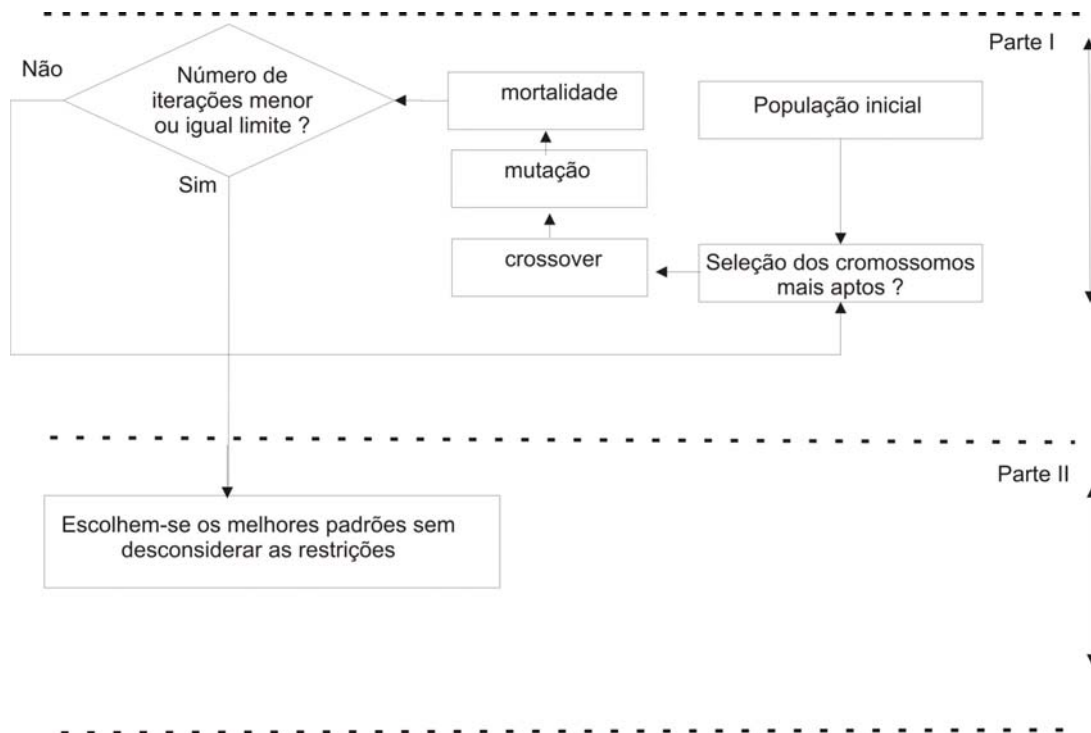 Parte I
Não
Número de
iterações menor
ou igual limite ?
Sim
mortalidade
mutação
crossover
População inicial
Seleção dos cromossomos
mais aptos ?
Parte II
Escolhem-se os melhores padrões sem
desconsiderar as restrições